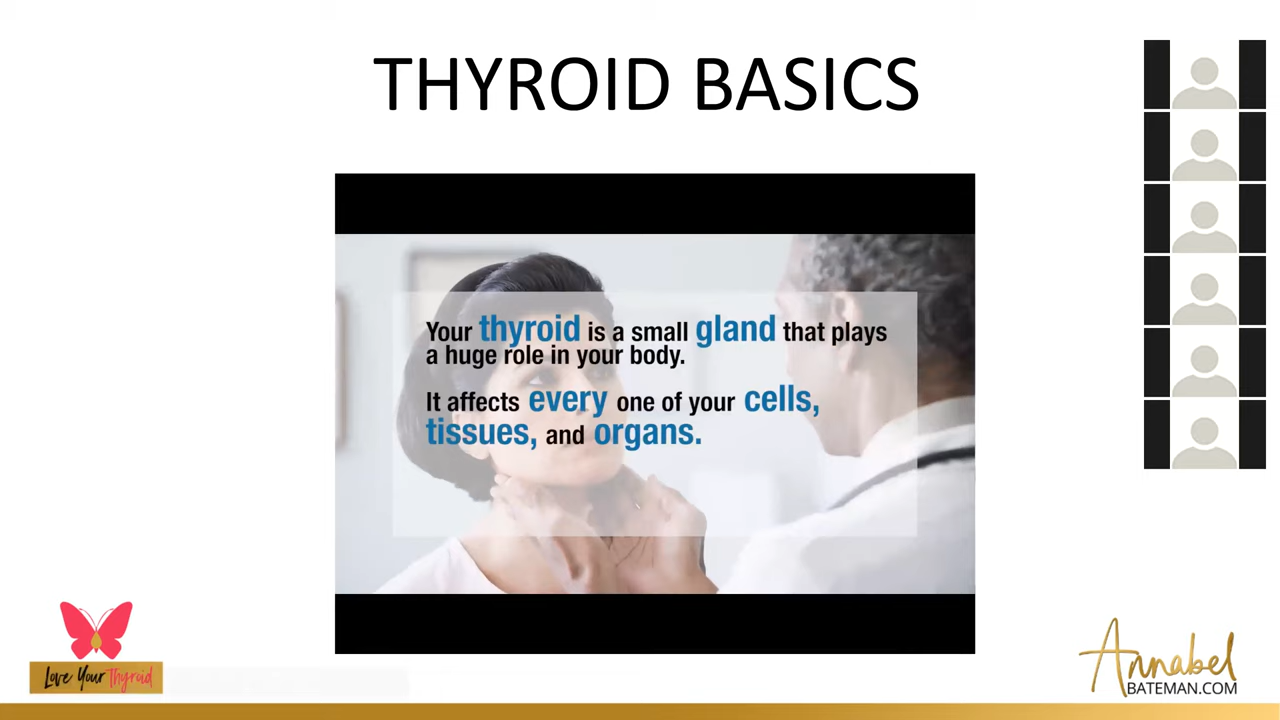 THYROID BASICS
Your thyroid is a small gland that plays
a huge role in your body.
It affects every one of your cells,
tissues, and organs.
Love Your Thyroid
Annabel
BATEMAN.COM